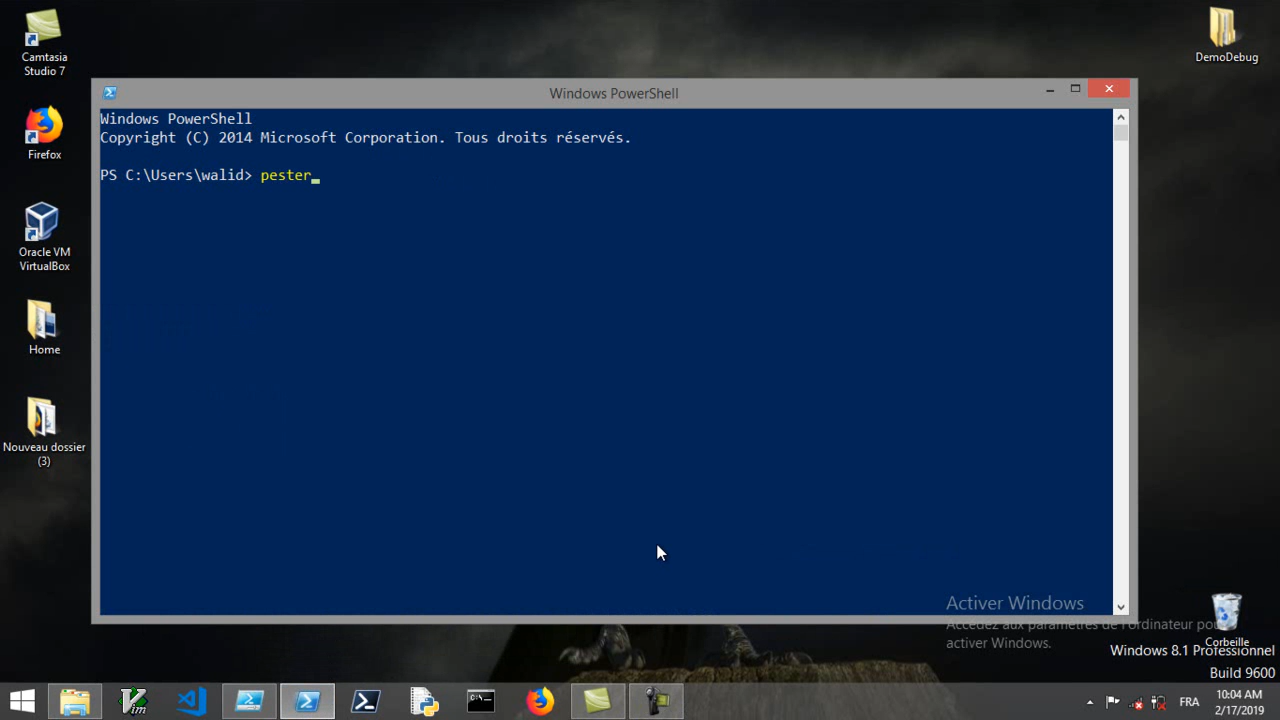 Camtasia
Studio 7
Firefox
Oracle VM
VirtualBox
Home
Nouveau dossier
(3)
DemoDebug
Windows PowerShell
Windows PowerShell
Copyright (C) 2014 Microsoft Corporation. Tous droits réservés.
PS C:\Users\walid> pester_
Activer Windows
Accédez aux paramètres de l'ordinateur pour
activer Windows.
Corbeille
Windows 8.1 Professionnel
Build 9600
Vim
C:\_
FRA
10:04 AM
2/17/2019